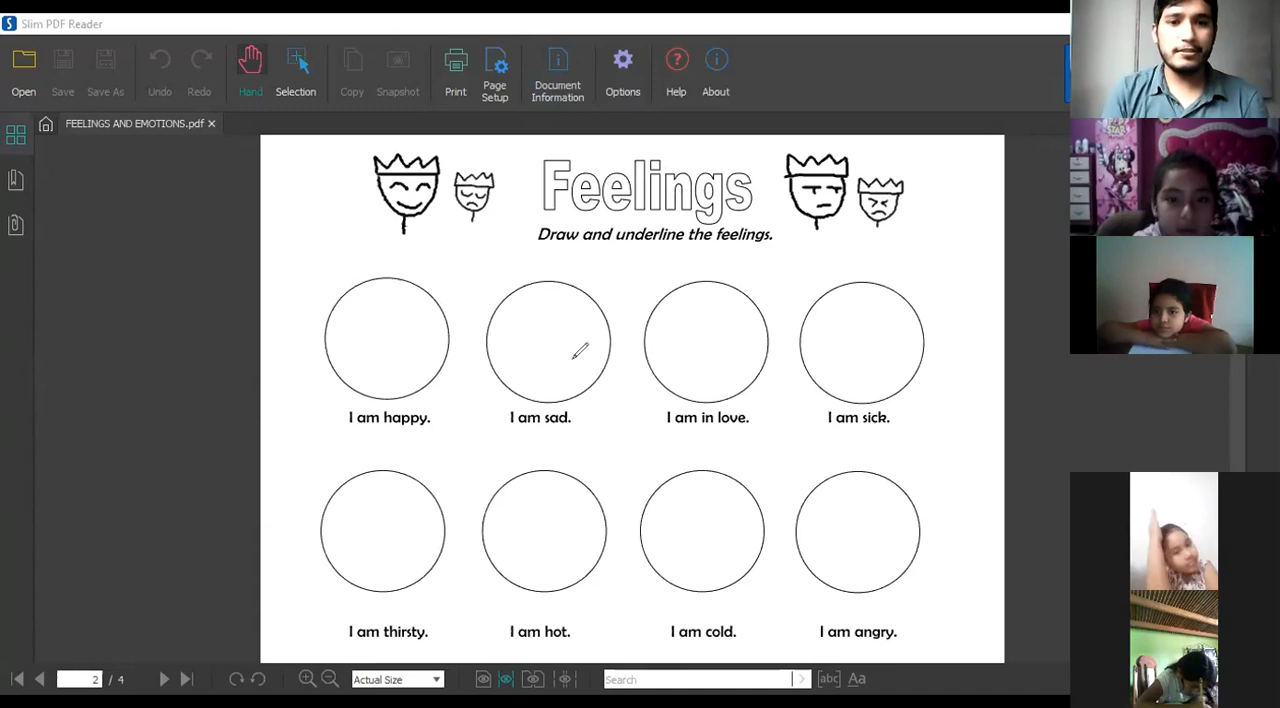 Slim PDF Reader
Open Save Save As Undo Redo Hand Selection Copy Snapshot Print Page Setup Document Information Options Help About
FEELINGS AND EMOTIONS.pdf
Feelings
Draw and underline the feelings.
I am happy. I am sad. I am in love. I am sick.
I am thirsty. I am hot. I am cold. I am angry.
2 / 4 Actual Size Search abc Aa